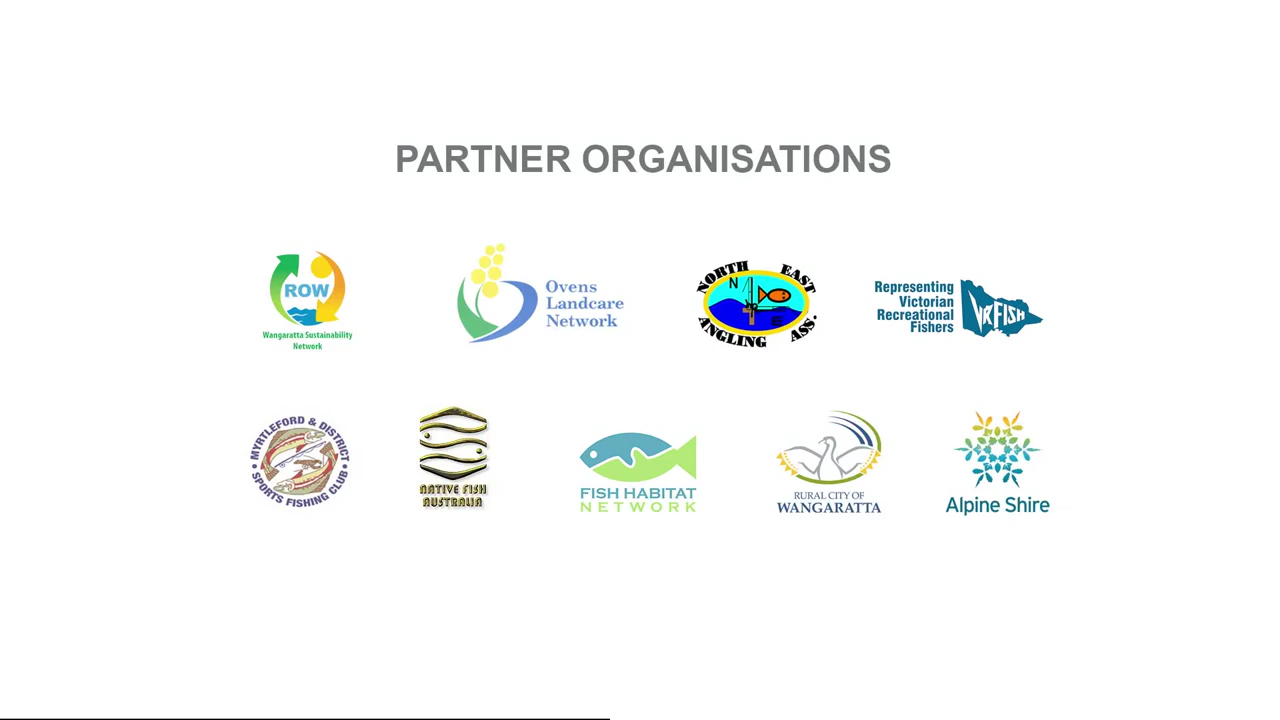 PARTNER ORGANISATIONS
ROW
Wangaratta Sustainability
Network
Ovens
Landcare
Network
NORTH EAST
N
E
ANGLING ASS.
Representing
Victorian
Recreational
Fishers
VRFISH
MYRTLEFORD & DISTRICT
• SPORTS FISHING CLUB •
NATIVE FISH
AUSTRALIA
FISH HABITAT
NETWORK
RURAL CITY OF
WANGARATTA
Alpine Shire